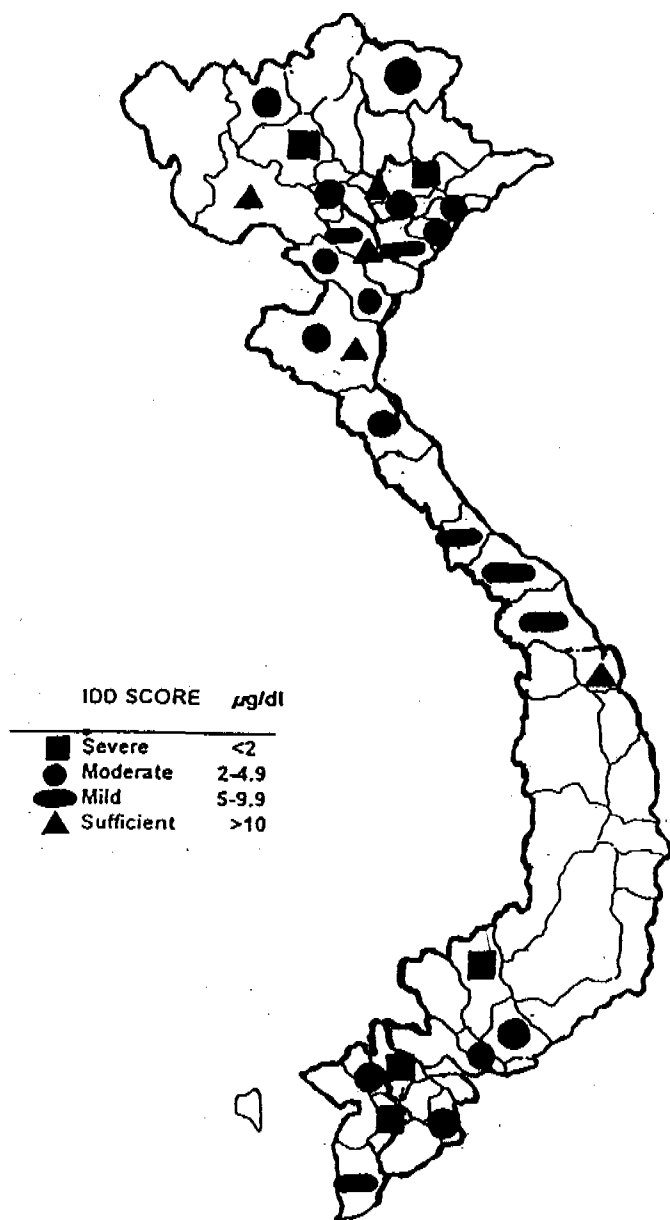 IDD SCORE µg/dl
Severe <2
Moderate 2-4.9
Mild 5-9.9
Sufficient >10